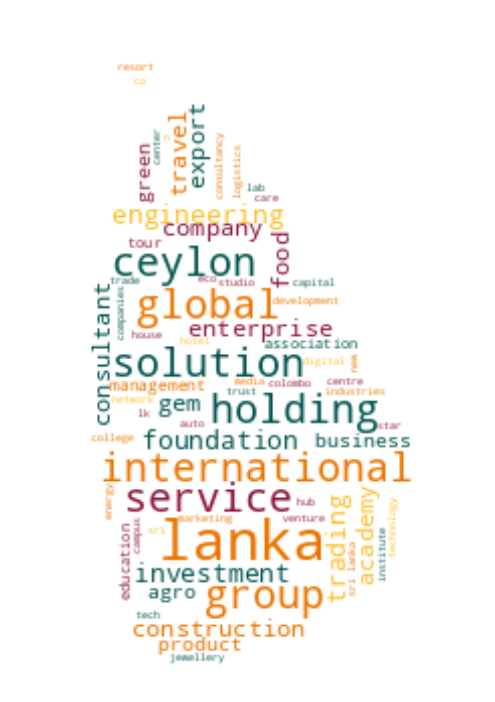 resort
co
export
travel
center
green
consultancy
logistics
lab
care
engineering
company
tour
food
ceylon
eco
studio
capital
trade
companies
consultant
global
development
enterprise
house
hotel
association
solution
digital
new
management
media
colombo
centre
network
trust
industries
gem
holding
lk
auto
star
college
foundation
business
international
energy
service
hub
trading
academy
technology
marketing
venture
campus
education
sri
lanka
institute
sri lanka
investment
agro
group
tech
construction
product
jewellery